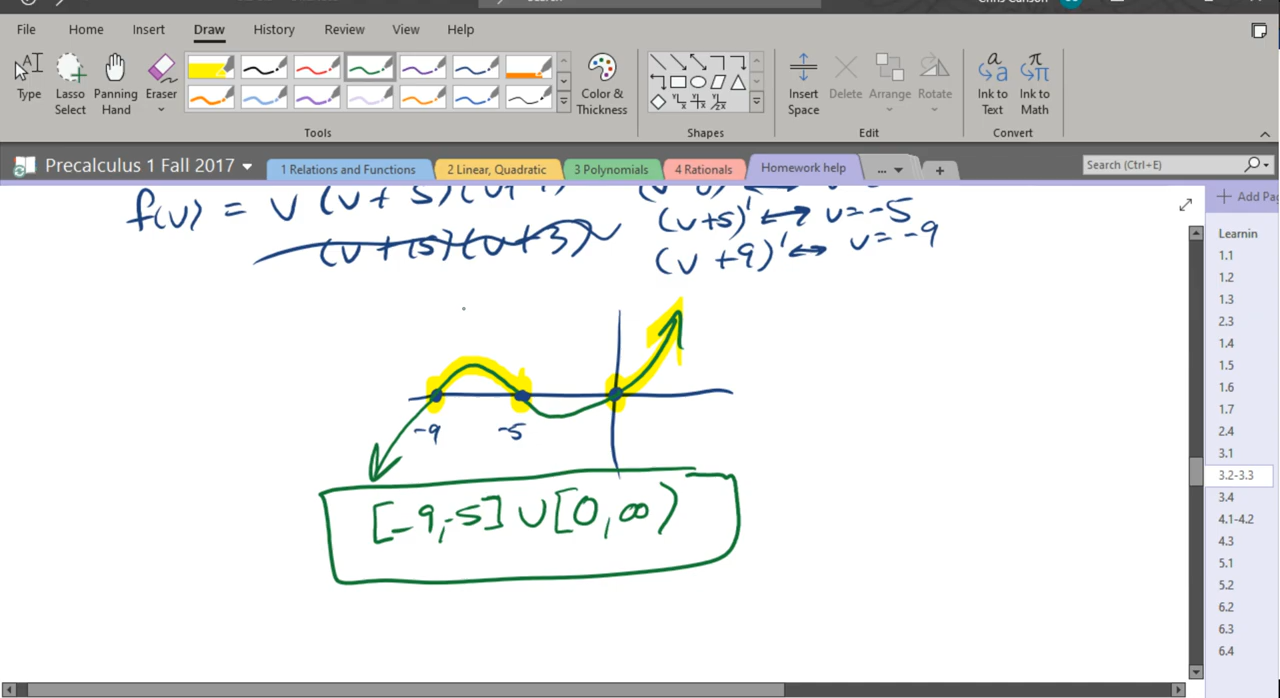 File Home Insert Draw History Review View Help
Type
Lasso Select
Panning Hand
Eraser
Tools
Color & Thickness
Shapes
Insert Space
Delete
Arrange
Rotate
Edit
Ink to Text
Ink to Math
Convert
Precalculus 1 Fall 2017
1 Relations and Functions
2 Linear, Quadratic
3 Polynomials
4 Rationals
Homework help
...
+
Search (Ctrl+E)
+ Add Pag
Learnin
1.1
1.2
1.3
2.3
1.4
1.5
1.6
1.7
2.4
3.1
3.2-3.3
3.4
4.1-4.2
4.3
5.1
5.2
6.2
6.3
6.4
f(v) = v (v+5)
(v+5)¹ ↔ v=-5
(v+9)¹ ↔ v=-9
-9 -5
[-9,-5] ∪ [0,∞)